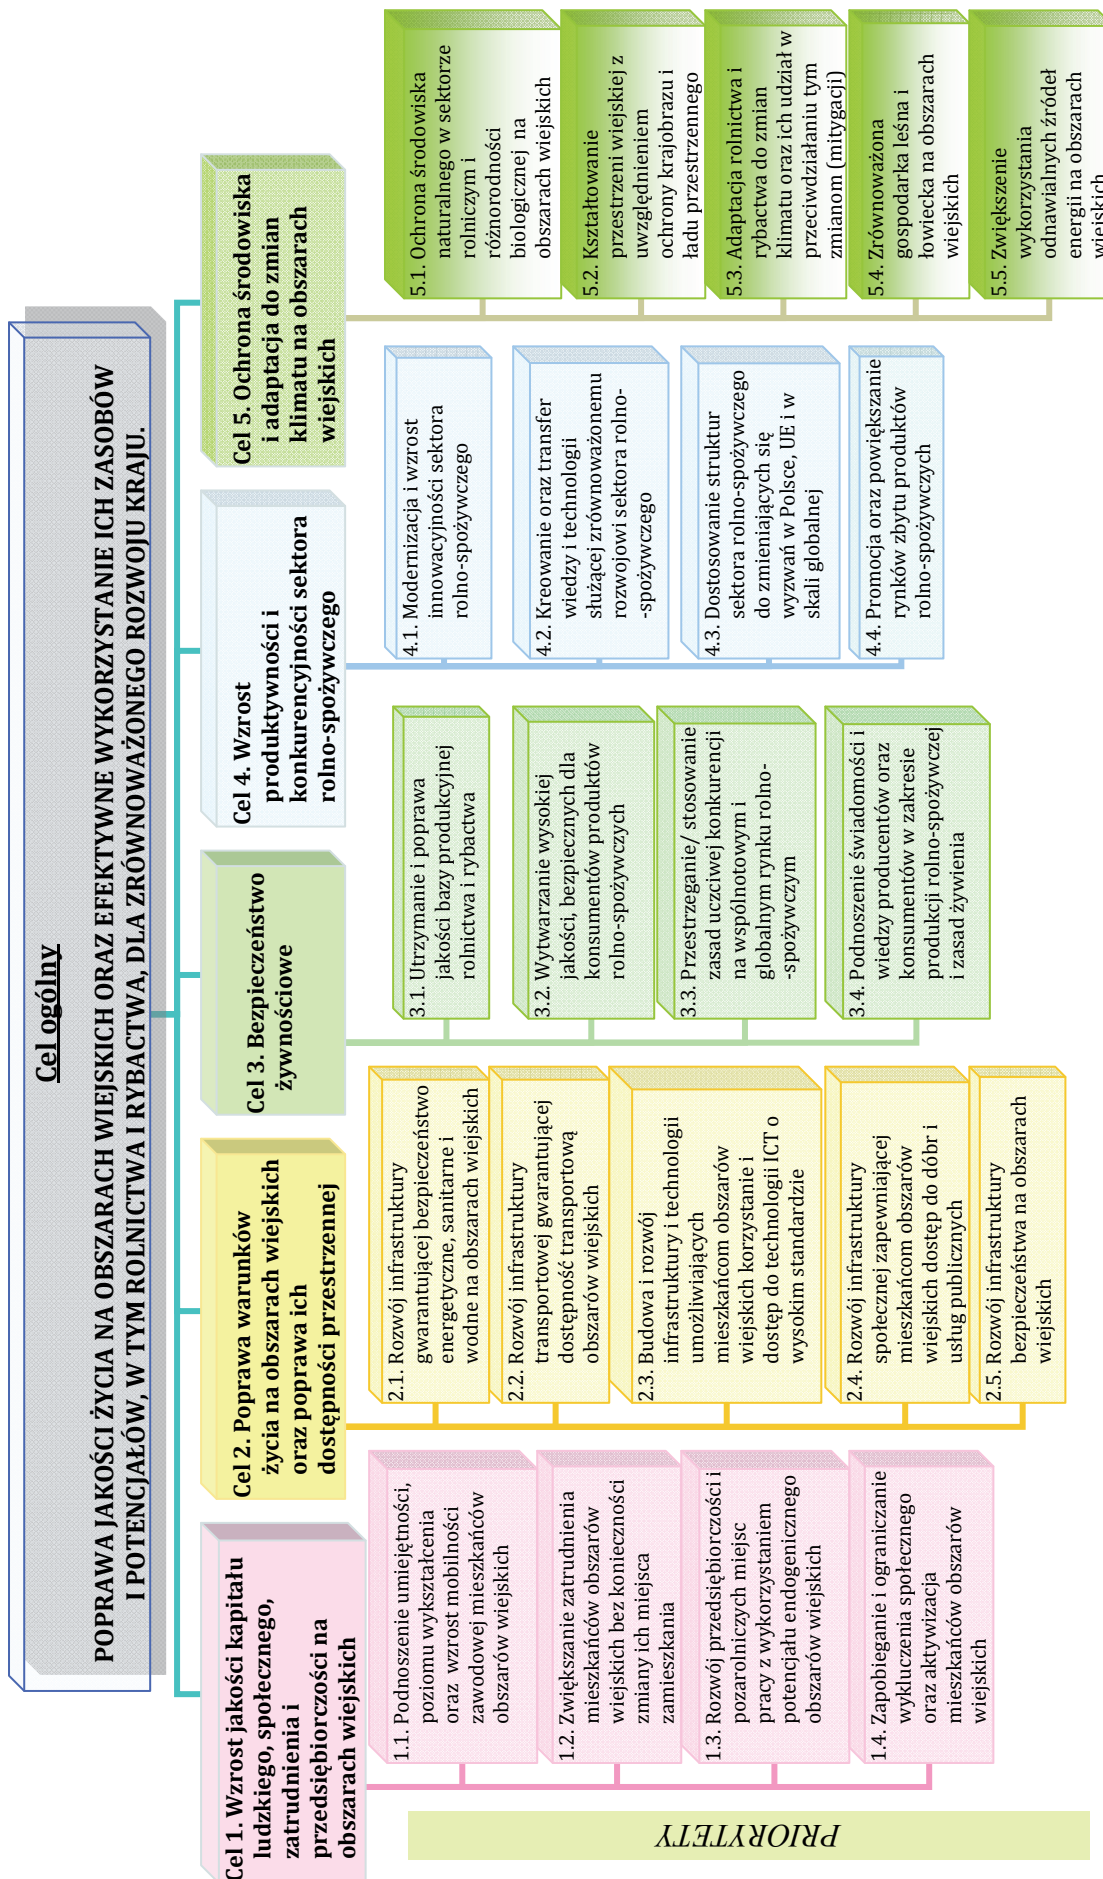 Cel ogólny
POPRAWA JAKOŚCI ŻYCIA NA OBSZARACH WIEJSKICH ORAZ EFEKTYWNE WYKORZYSTANIE ICH ZASOBÓW
I POTENCJAŁÓW, W TYM ROLNICTWA I RYBACTWA, DLA ZRÓWNOWAŻONEGO ROZWOJU KRAJU.
Cel 1. Wzrost jakości kapitału
ludzkiego, społecznego,
zatrudnienia i
przedsiębiorczości na
obszarach wiejskich
Cel 2. Poprawa warunków
życia na obszarach wiejskich
oraz poprawa ich
dostępności przestrzennej
Cel 3. Bezpieczeństwo
żywnościowe
Cel 4. Wzrost
produktywności i
konkurencyjności sektora
rolno-spożywczego
Cel 5. Ochrona środowiska
i adaptacja do zmian
klimatu na obszarach
wiejskich
PRIORYTETY
1.1. Podnoszenie umiejętności,
poziomu wykształcenia
oraz wzrost mobilności
zawodowej mieszkańców
obszarów wiejskich
1.2. Zwiększanie zatrudnienia
mieszkańców obszarów
wiejskich bez konieczności
zmiany ich miejsca
zamieszkania
1.3. Rozwój przedsiębiorczości i
pozarolniczych miejsc
pracy z wykorzystaniem
potencjału endogenicznego
obszarów wiejskich
1.4. Zapobieganie i ograniczanie
wykluczenia społecznego
oraz aktywizacja
mieszkańców obszarów
wiejskich
2.1. Rozwój infrastruktury
gwarantującej bezpieczeństwo
energetyczne, sanitarne i
wodne na obszarach wiejskich
2.2. Rozwój infrastruktury
transportowej gwarantującej
dostępność transportową
obszarów wiejskich
2.3. Budowa i rozwój
infrastruktury i technologii
umożliwiających
mieszkańcom obszarów
wiejskich korzystanie i
dostęp do technologii ICT o
wysokim standardzie
2.4. Rozwój infrastruktury
społecznej zapewniającej
mieszkańcom obszarów
wiejskich dostęp do dóbr i
usług publicznych
2.5. Rozwój infrastruktury
bezpieczeństwa na obszarach
wiejskich
3.1. Utrzymanie i poprawa
jakości bazy produkcyjnej
rolnictwa i rybactwa
3.2. Wytwarzanie wysokiej
jakości, bezpiecznych dla
konsumentów produktów
rolno-spożywczych
3.3. Przestrzeganie/ stosowanie
zasad uczciwej konkurencji
na wspólnotowym i
globalnym rynku rolno-
-spożywczym
3.4. Podnoszenie świadomości i
wiedzy producentów oraz
konsumentów w zakresie
produkcji rolno-spożywczej
i zasad żywienia
4.1. Modernizacja i wzrost
innowacyjności sektora
rolno-spożywczego
4.2. Kreowanie oraz transfer
wiedzy i technologii
służącej zrównoważonemu
rozwojowi sektora rolno-
-spożywczego
4.3. Dostosowanie struktur
sektora rolno-spożywczego
do zmieniających się
wyzwań w Polsce, UE i w
skali globalnej
4.4. Promocja oraz powiększanie
rynków zbytu produktów
rolno-spożywczych
5.1. Ochrona środowiska
naturalnego w sektorze
rolniczym i
różnorodności
biologicznej na
obszarach wiejskich
5.2. Kształtowanie
przestrzeni wiejskiej z
uwzględnieniem
ochrony krajobrazu i
ładu przestrzennego
5.3. Adaptacja rolnictwa i
rybactwa do zmian
klimatu oraz ich udział w
przeciwdziałaniu tym
zmianom (mitygacji)
5.4. Zrównoważona
gospodarka leśna i
łowiecka na obszarach
wiejskich
5.5. Zwiększenie
wykorzystania
odnawialnych źródeł
energii na obszarach
wiejskich